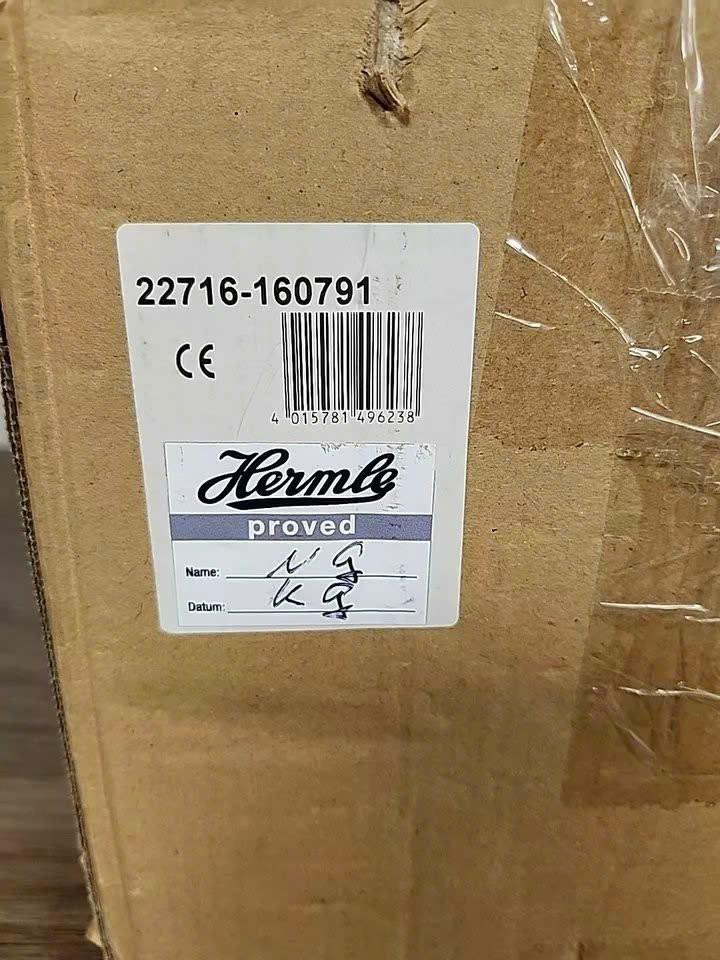 22716-160791
CE
4 015781 496238
Hermle
proved
Name: N G
Datum: K G